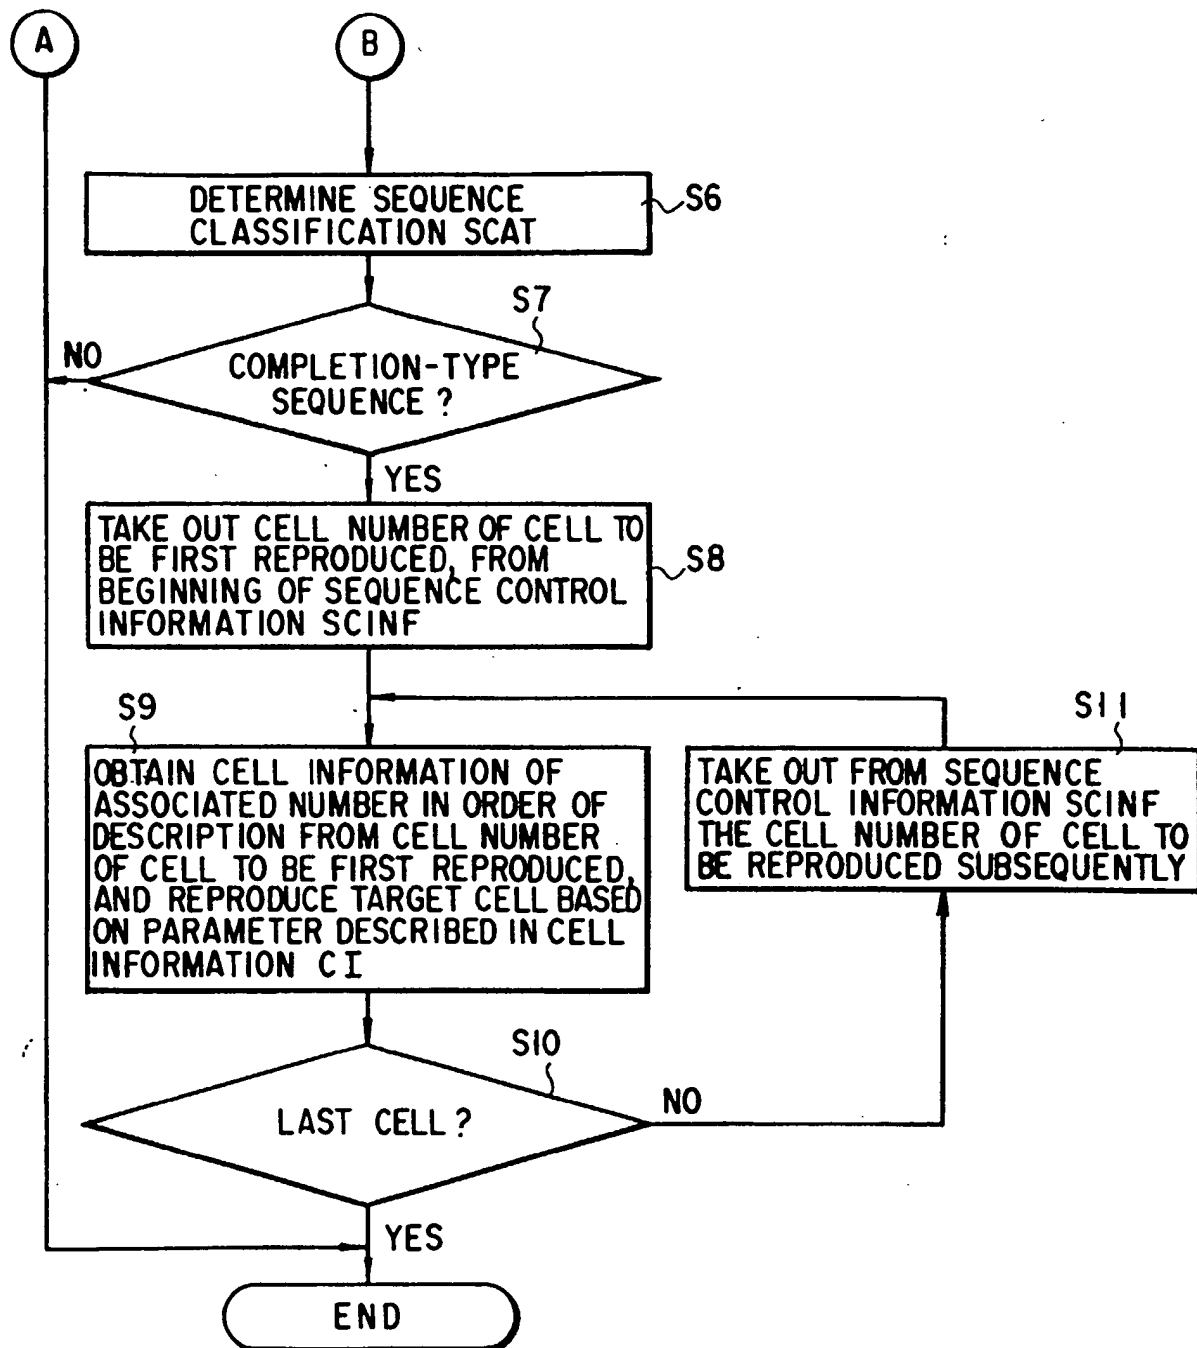 A
B
DETERMINE SEQUENCE
CLASSIFICATION SCAT
S6
S7
NO
COMPLETION-TYPE
SEQUENCE?
YES
TAKE OUT CELL NUMBER OF CELL TO
BE FIRST REPRODUCED, FROM
BEGINNING OF SEQUENCE CONTROL
INFORMATION SCINF
S8
S9
OBTAIN CELL INFORMATION OF
ASSOCIATED NUMBER IN ORDER OF
DESCRIPTION FROM CELL NUMBER
OF CELL TO BE FIRST REPRODUCED,
AND REPRODUCE TARGET CELL BASED
ON PARAMETER DESCRIBED IN CELL
INFORMATION CI
S11
TAKE OUT FROM SEQUENCE
CONTROL INFORMATION SCINF
THE CELL NUMBER OF CELL TO
BE REPRODUCED SUBSEQUENTLY
S10
LAST CELL?
NO
YES
END